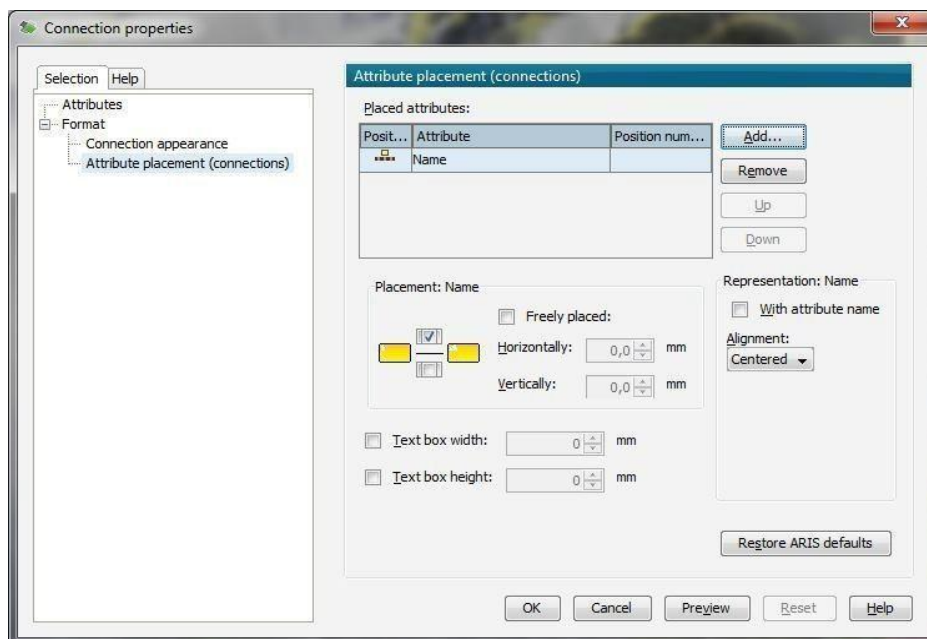 Connection properties
Selection Help
Attributes
Format
Connection appearance
Attribute placement (connections)
Attribute placement (connections)
Placed attributes:
Posit... Attribute Position num...
Name
Add...
Remove
Up
Down
Placement: Name
Freely placed:
Horizontally: 0,0 mm
Vertically: 0,0 mm
Text box width: 0 mm
Text box height: 0 mm
Representation: Name
With attribute name
Alignment:
Centered
Restore ARIS defaults
OK Cancel Preview Reset Help